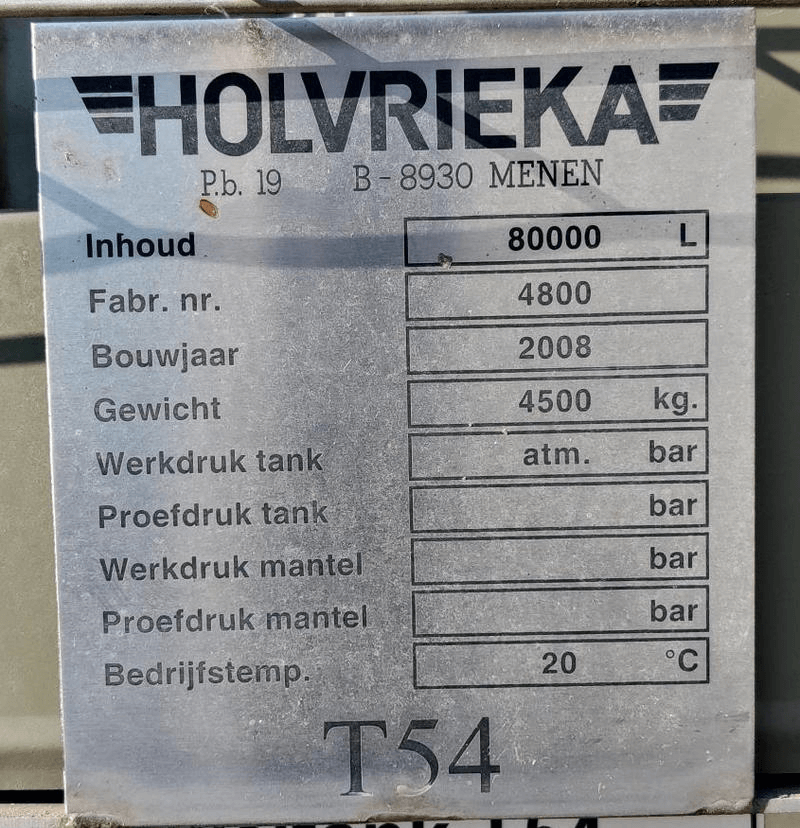 HOLVRIEKA
P.b. 19 B-8930 MENEN
Inhoud 80000 L
Fabr. nr. 4800
Bouwjaar 2008
Gewicht 4500 kg.
Werkdruk tank atm. bar
Proefdruk tank bar
Werkdruk mantel bar
Proefdruk mantel bar
Bedrijfstemp. 20 °C
T54